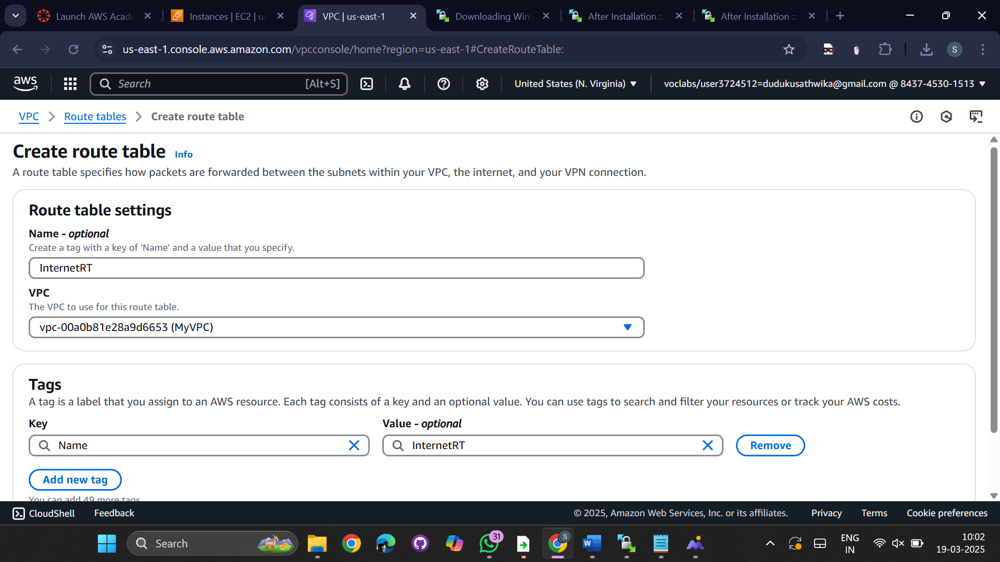 Launch AWS Acade
Instances | EC2 | us
VPC | us-east-1
Downloading WinS
After Installation ::
After Installation ::
us-east-1.console.aws.amazon.com/vpcconsole/home?region=us-east-1#CreateRouteTable:
S
aws
Search
[Alt+S]
United States (N. Virginia)
voclabs/user3724512=dudukusathwika@gmail.com @ 8437-4530-1513
VPC
Route tables
Create route table
Create route table
Info
A route table specifies how packets are forwarded between the subnets within your VPC, the internet, and your VPN connection.
Route table settings
Name - optional
Create a tag with a key of 'Name' and a value that you specify.
InternetRT
VPC
The VPC to use for this route table.
vpc-00a0b81e28a9d6653 (MyVPC)
Tags
A tag is a label that you assign to an AWS resource. Each tag consists of a key and an optional value. You can use tags to search and filter your resources or track your AWS costs.
Key
Value - optional
Name
InternetRT
Remove
Add new tag
You can add 49 more tags
CloudShell
Feedback
© 2025, Amazon Web Services, Inc. or its affiliates.
Privacy
Terms
Cookie preferences
Search
31
S
W
ENG
IN
10:02
19-03-2025